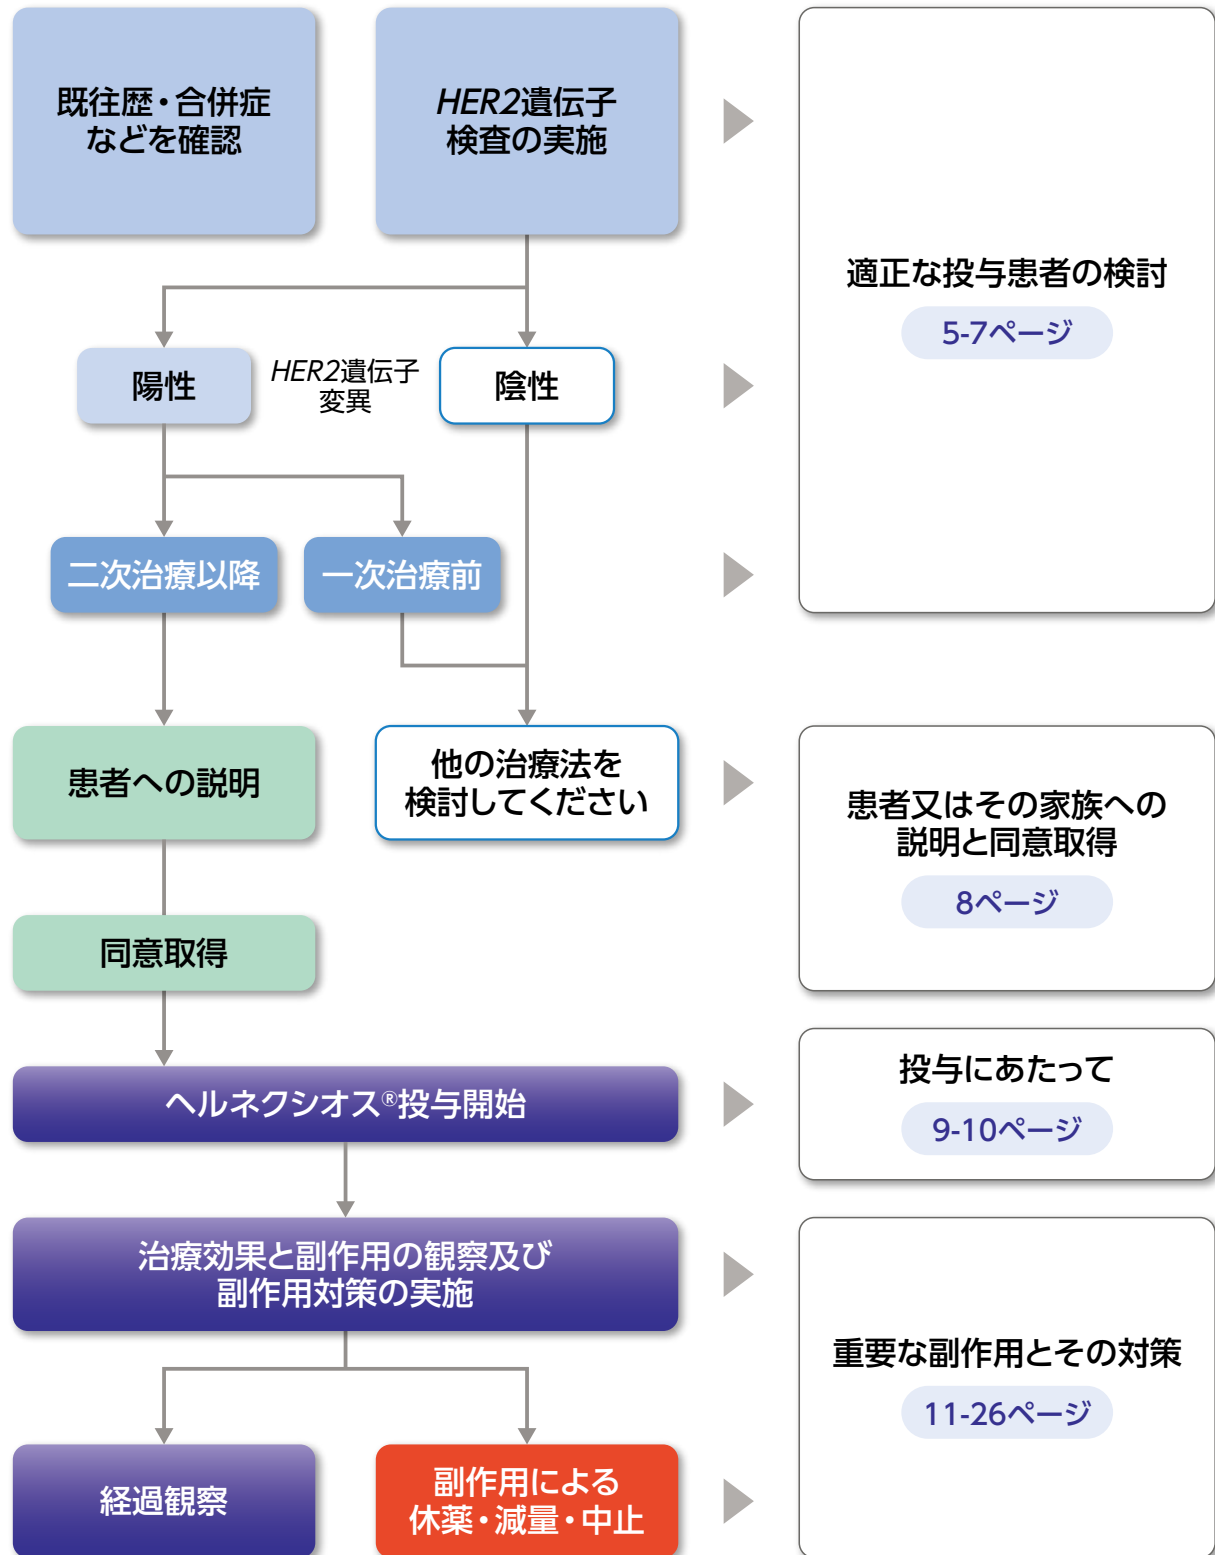 既往歴・合併症
などを確認
HER2遺伝子
検査の実施
適正な投与患者の検討
5-7ページ
陽性
HER2遺伝子
変異
陰性
二次治療以降
一次治療前
患者への説明
他の治療法を
検討してください
患者又はその家族への
説明と同意取得
8ページ
同意取得
ヘルネクシオス®投与開始
投与にあたって
9-10ページ
治療効果と副作用の観察及び
副作用対策の実施
重要な副作用とその対策
11-26ページ
経過観察
副作用による
休薬・減量・中止